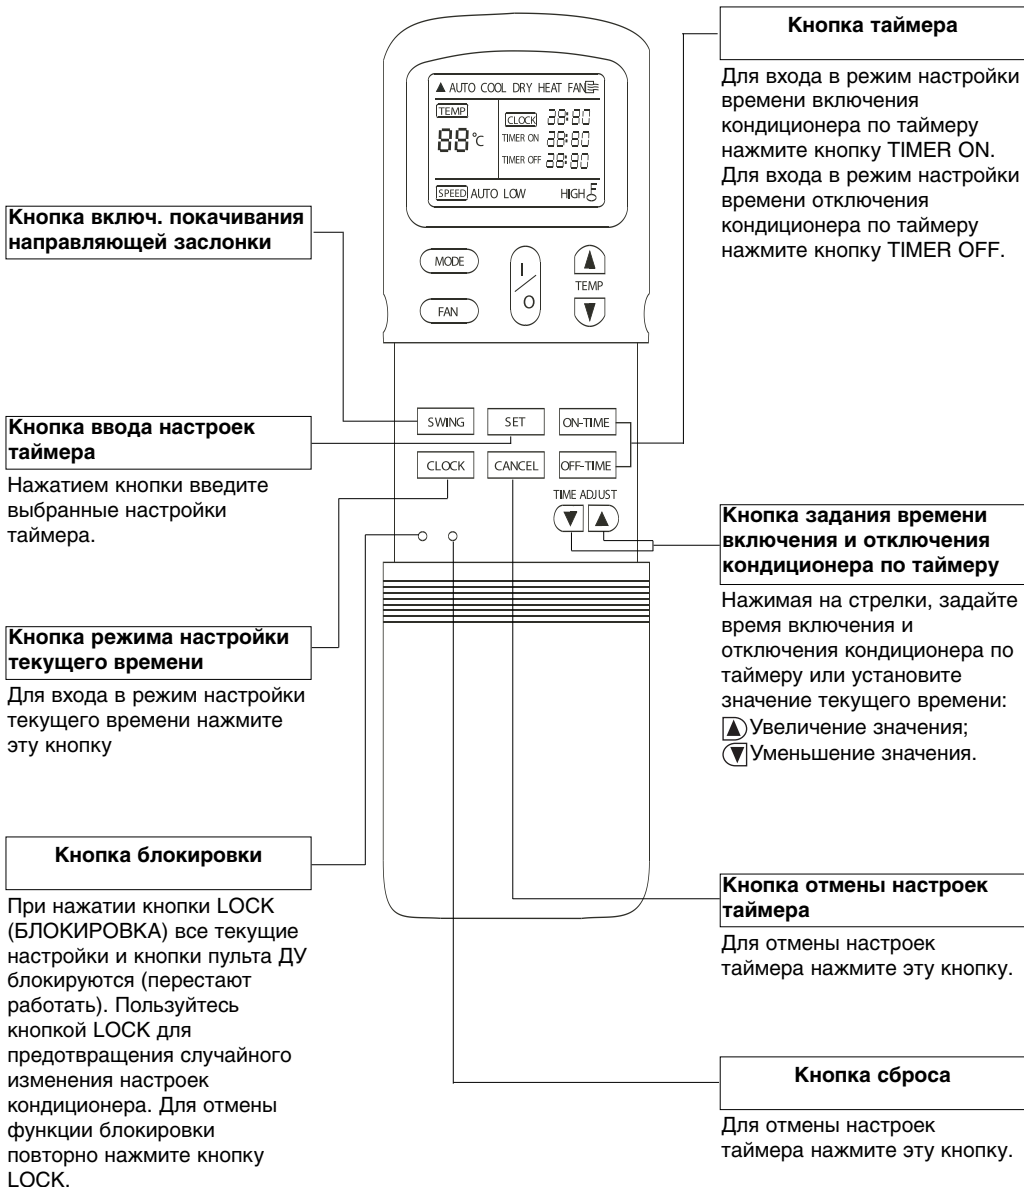 Кнопка таймера
Для входа в режим настройки
времени включения
кондиционера по таймеру
нажмите кнопку TIMER ON.
Для входа в режим настройки
времени отключения
кондиционера по таймеру
нажмите кнопку TIMER OFF.
AUTO COOL DRY HEAT FAN
TEMP
88°C
CLOCK 28:80
TIMER ON 28:80
TIMER OFF 28:80
SPEED AUTO LOW HIGH
Кнопка включ. покачивания
направляющей заслонки
MODE
I/O
TEMP
FAN
SWING
SET
ON-TIME
Кнопка ввода настроек
таймера
Нажатием кнопки введите
выбранные настройки
таймера.
CLOCK
CANCEL
OFF-TIME
TIME ADJUST
Кнопка задания времени
включения и отключения
кондиционера по таймеру
Нажимая на стрелки, задайте
время включения и
отключения кондиционера по
таймеру или установите
значение текущего времени:
▲ Увеличение значения;
▼ Уменьшение значения.
Кнопка режима настройки
текущего времени
Для входа в режим настройки
текущего времени нажмите
эту кнопку
Кнопка блокировки
При нажатии кнопки LOCK
(БЛОКИРОВКА) все текущие
настройки и кнопки пульта ДУ
блокируются (перестают
работать). Пользуйтесь
кнопкой LOCK для
предотвращения случайного
изменения настроек
кондиционера. Для отмены
функции блокировки
повторно нажмите кнопку
LOCK.
Кнопка отмены настроек
таймера
Для отмены настроек
таймера нажмите эту кнопку.
Кнопка сброса
Для отмены настроек
таймера нажмите эту кнопку.